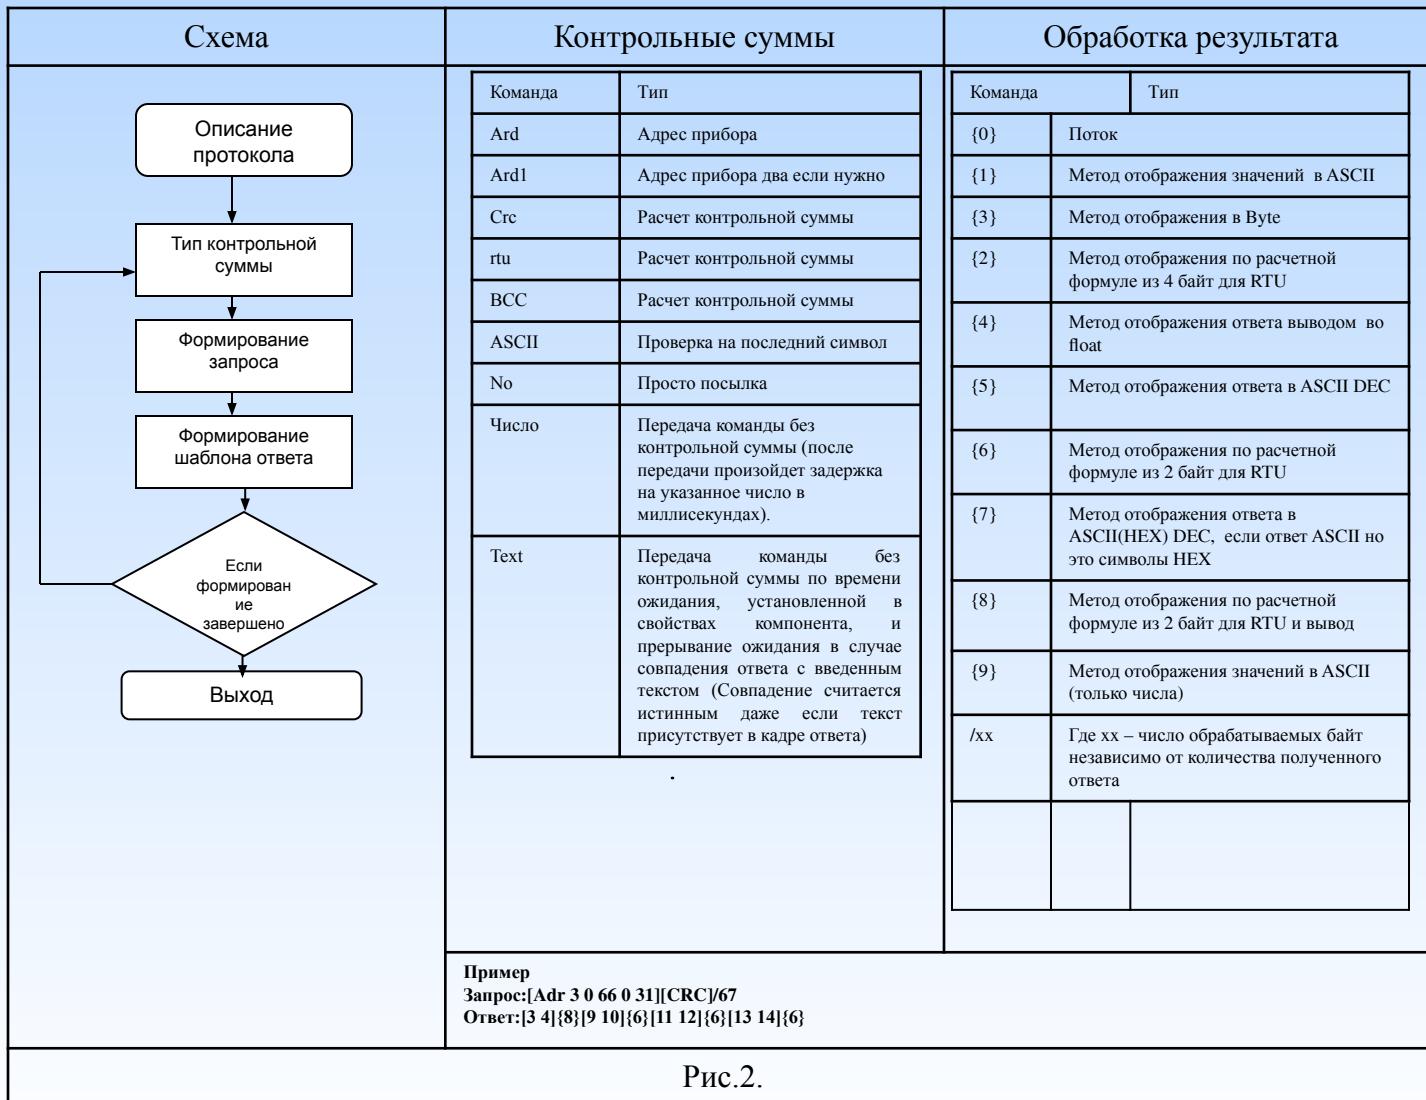 Схема
Контрольные суммы
Обработка результата
Описание
протокола
Тип контрольной
суммы
Формирование
запроса
Формирование
шаблона ответа
Если
формирован
ие
завершено
Выход
Команда Тип
Ard Адрес прибора
Ard1 Адрес прибора два если нужно
Crc Расчет контрольной суммы
rtu Расчет контрольной суммы
BCC Расчет контрольной суммы
ASCII Проверка на последний символ
No Просто посылка
Число Передача команды без
контрольной суммы (после
передачи произойдет задержка
на указанное число в
миллисекундах).
Text Передача команды без
контрольной суммы по времени
ожидания, установленной в
свойствах компонента, и
прерывание ожидания в случае
совпадения ответа с введенным
текстом (Совпадение считается
истинным даже если текст
присутствует в кадре ответа)
.
Команда Тип
{0} Поток
{1} Метод отображения значений в ASCII
{3} Метод отображения в Byte
{2} Метод отображения по расчетной
формуле из 4 байт для RTU
{4} Метод отображения ответа выводом во
float
{5} Метод отображения ответа в ASCII DEC
{6} Метод отображения по расчетной
формуле из 2 байт для RTU
{7} Метод отображения ответа в
ASCII(HEX) DEC, если ответ ASCII но
это символы HEX
{8} Метод отображения по расчетной
формуле из 2 байт для RTU и вывод
{9} Метод отображения значений в ASCII
(только числа)
/xx Где xx – число обрабатываемых байт
независимо от количества полученного
ответа
Пример
Запрос:[Adr 3 0 66 0 31][CRC]/67
Ответ:[3 4]{8}[9 10]{6}[11 12]{6}[13 14]{6}
Рис.2.